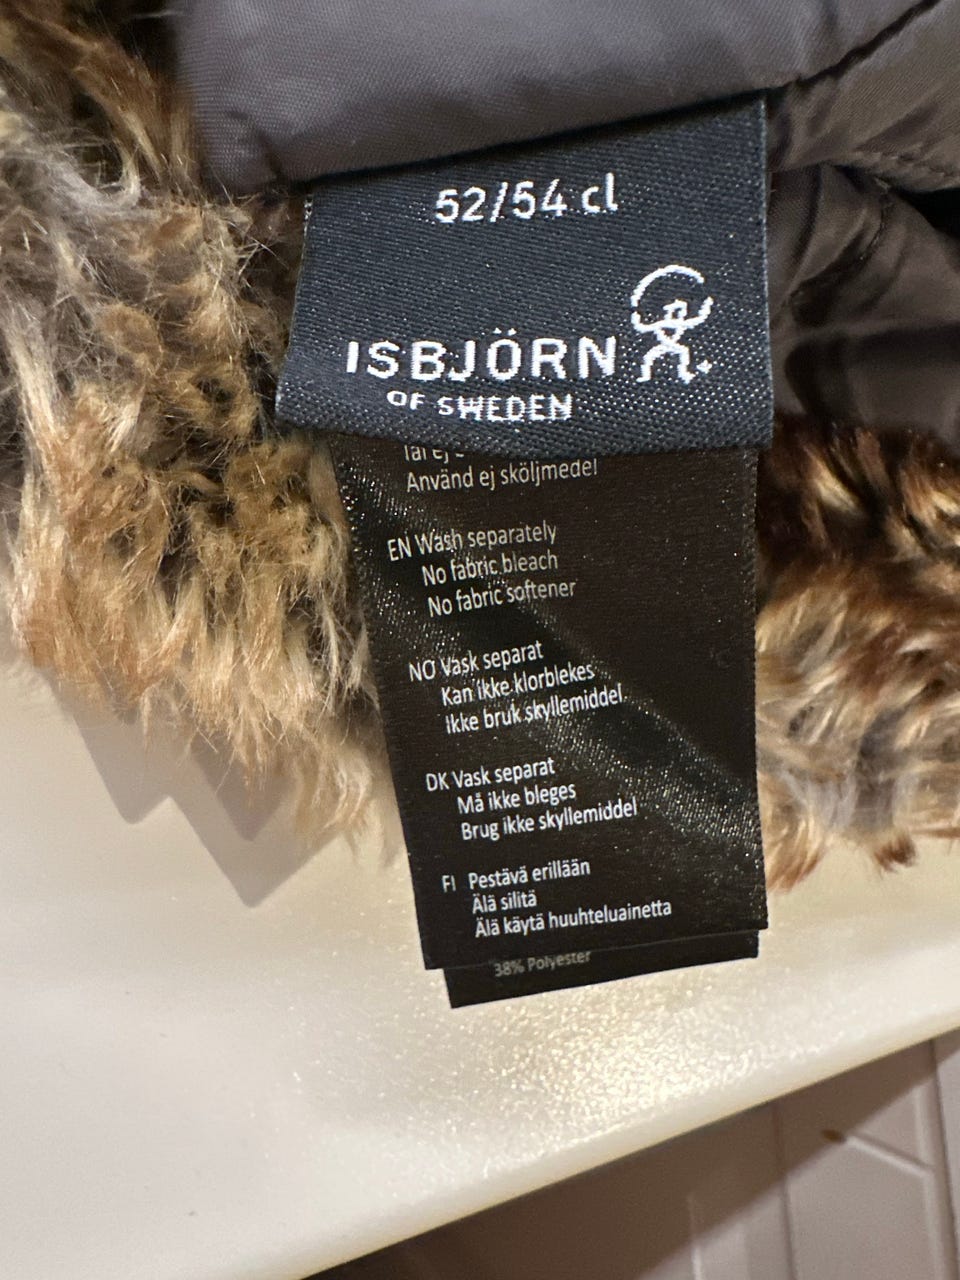 52/54 cl
ISBJÖRN
OF SWEDEN
Använd ej sköljmedel
EN Wash separately
No fabric bleach
No fabric softener
NO Vask separat
Kan ikke klorblekes
Ikke bruk skyllemiddel
DK Vask separat
Må ikke bleges
Brug ikke skyllemiddel
FI Pestävä erillään
Älä silitä
Älä käytä huuhteluainetta
38% Polyester